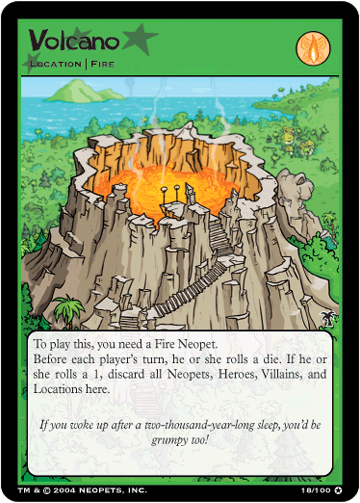 Volcano
Location | Fire
To play this, you need a Fire Neopet.
Before each player's turn, he or she rolls a die. If he or
she rolls a 1, discard all Neopets, Heroes, Villains, and
Locations here.
If you woke up after a two-thousand-year-long sleep, you'd be
grumpy too!
TM & © 2004 NEOPETS, INC.
18/100